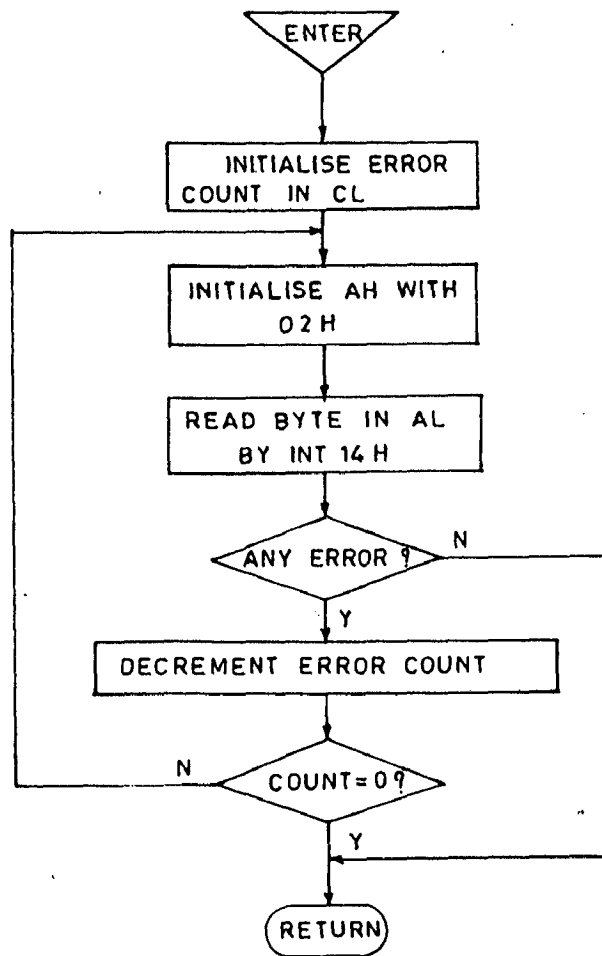 ENTER
INITIALISE ERROR
COUNT IN CL
INITIALISE AH WITH
02H
READ BYTE IN AL
BY INT 14H
ANY ERROR ?
N
Y
DECREMENT ERROR COUNT
N
COUNT=0?
Y
RETURN